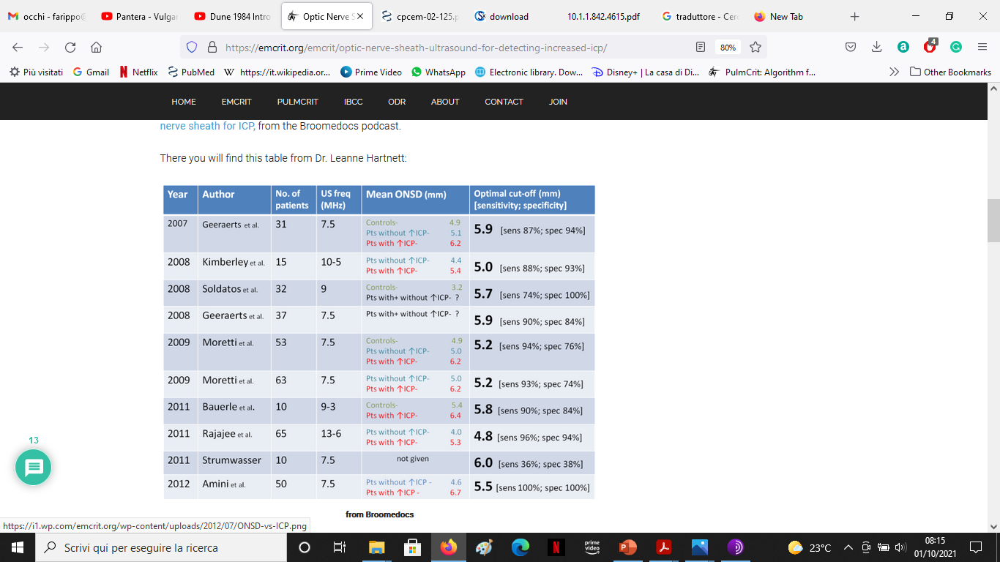 occhi - farippo@
Pantera - Vulgar
Dune 1984 Intro
Optic Nerve S
cpcem-02-125.p
download
10.1.1.842.4615.pdf
traduttore - Cer
New Tab
https://emcrit.org/emcrit/optic-nerve-sheath-ultrasound-for-detecting-increased-icp/
80%
4
Più visitati
Gmail
Netflix
PubMed
https://it.wikipedia.or...
Prime Video
WhatsApp
Electronic library. Dow...
Disney+ | La casa di Di...
PulmCrit: Algorithm f...
Other Bookmarks
HOME EMCRIT PULMCRIT IBCC ODR ABOUT CONTACT JOIN
nerve sheath for ICP, from the Broomedocs podcast.
There you will find this table from Dr. Leanne Hartnett:
Year Author No. of patients US freq (MHz) Mean ONSD (mm) Optimal cut-off (mm) [sensitivity; specificity]
2007 Geeraerts et al. 31 7.5 Controls- 4.9 5.9 [sens 87%; spec 94%]
Pts without ↑ICP- 5.1
Pts with ↑ICP- 6.2
2008 Kimberley et al. 15 10-5 Pts without ↑ICP- 4.4 5.0 [sens 88%; spec 93%]
Pts with ↑ICP- 5.4
2008 Soldatos et al. 32 9 Controls- 3.2 5.7 [sens 74%; spec 100%]
Pts with+ without ↑ICP- ?
2008 Geeraerts et al. 37 7.5 Pts with+ without ↑ICP- ? 5.9 [sens 90%; spec 84%]
2009 Moretti et al. 53 7.5 Controls- 4.9 5.2 [sens 94%; spec 76%]
Pts without ↑ICP- 5.0
Pts with ↑ICP- 6.2
2009 Moretti et al. 63 7.5 Pts without ↑ICP- 5.0 5.2 [sens 93%; spec 74%]
Pts with ↑ICP- 6.2
2011 Bauerle et al. 10 9-3 Controls- 5.4 5.8 [sens 90%; spec 84%]
Pts with ↑ICP- 6.4
2011 Rajajee et al. 65 13-6 Pts without ↑ICP- 4.0 4.8 [sens 96%; spec 94%]
Pts with ↑ICP- 5.3
2011 Strumwasser 10 7.5 not given 6.0 [sens 36%; spec 38%]
2012 Amini et al. 50 7.5 Pts without ↑ICP - 4.6 5.5 [sens 100%; spec 100%]
Pts with ↑ICP - 6.7
13
from Broomedocs
https://i1.wp.com/emcrit.org/wp-content/uploads/2012/07/ONSD-vs-ICP.png
Scrivi qui per eseguire la ricerca
prime video
23°C
08:15
01/10/2021